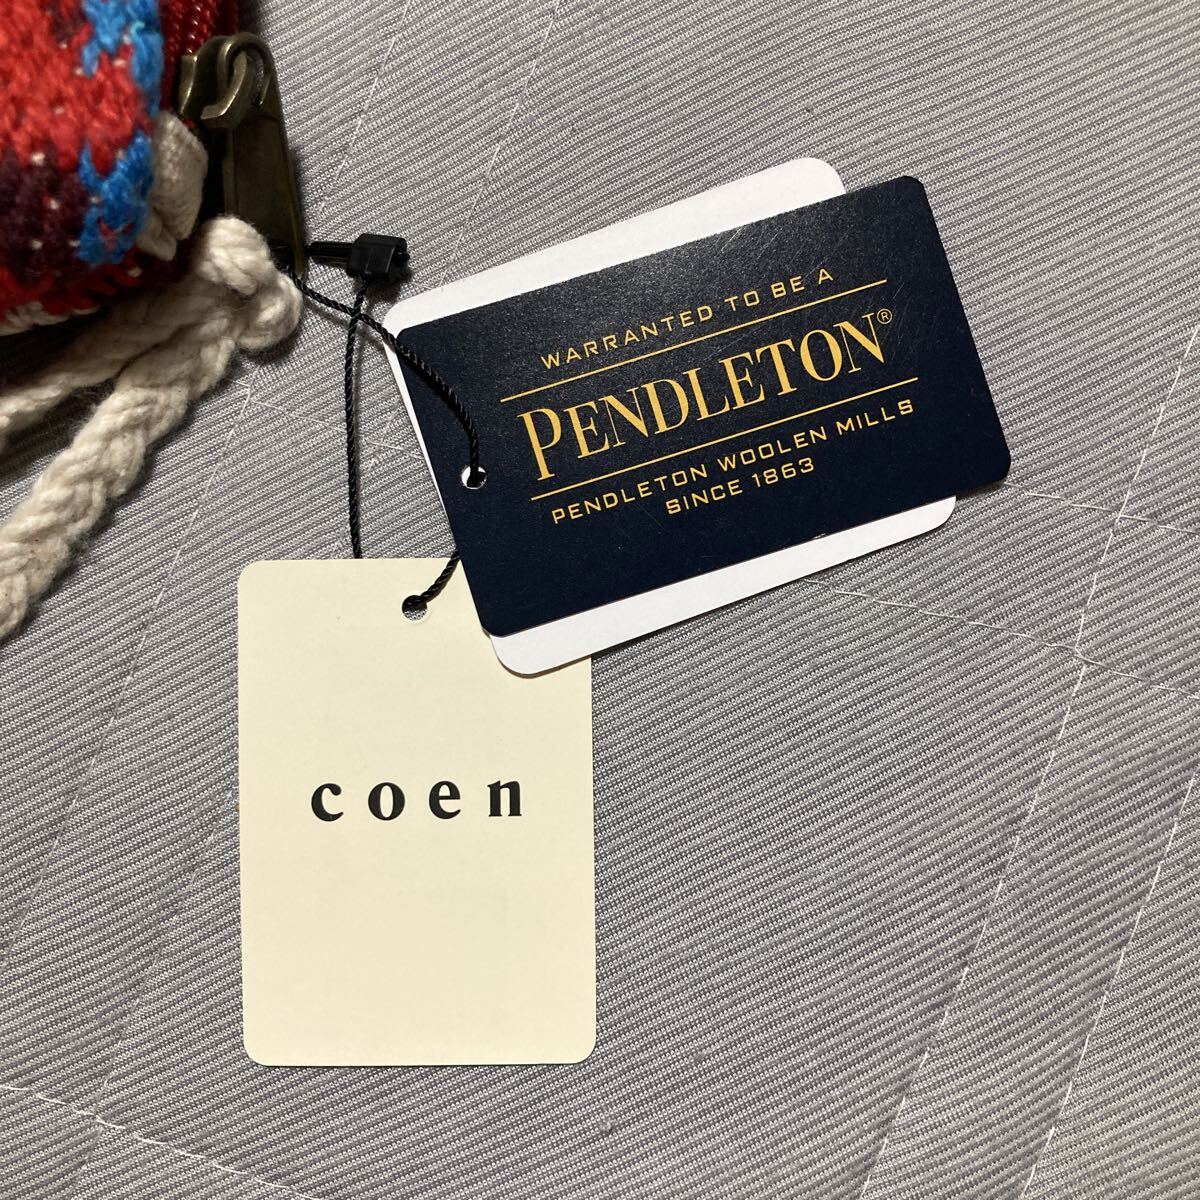 WARRANTED TO BE A
PENDLETON®
PENDLETON WOOLEN MILLS
SINCE 1863
coen